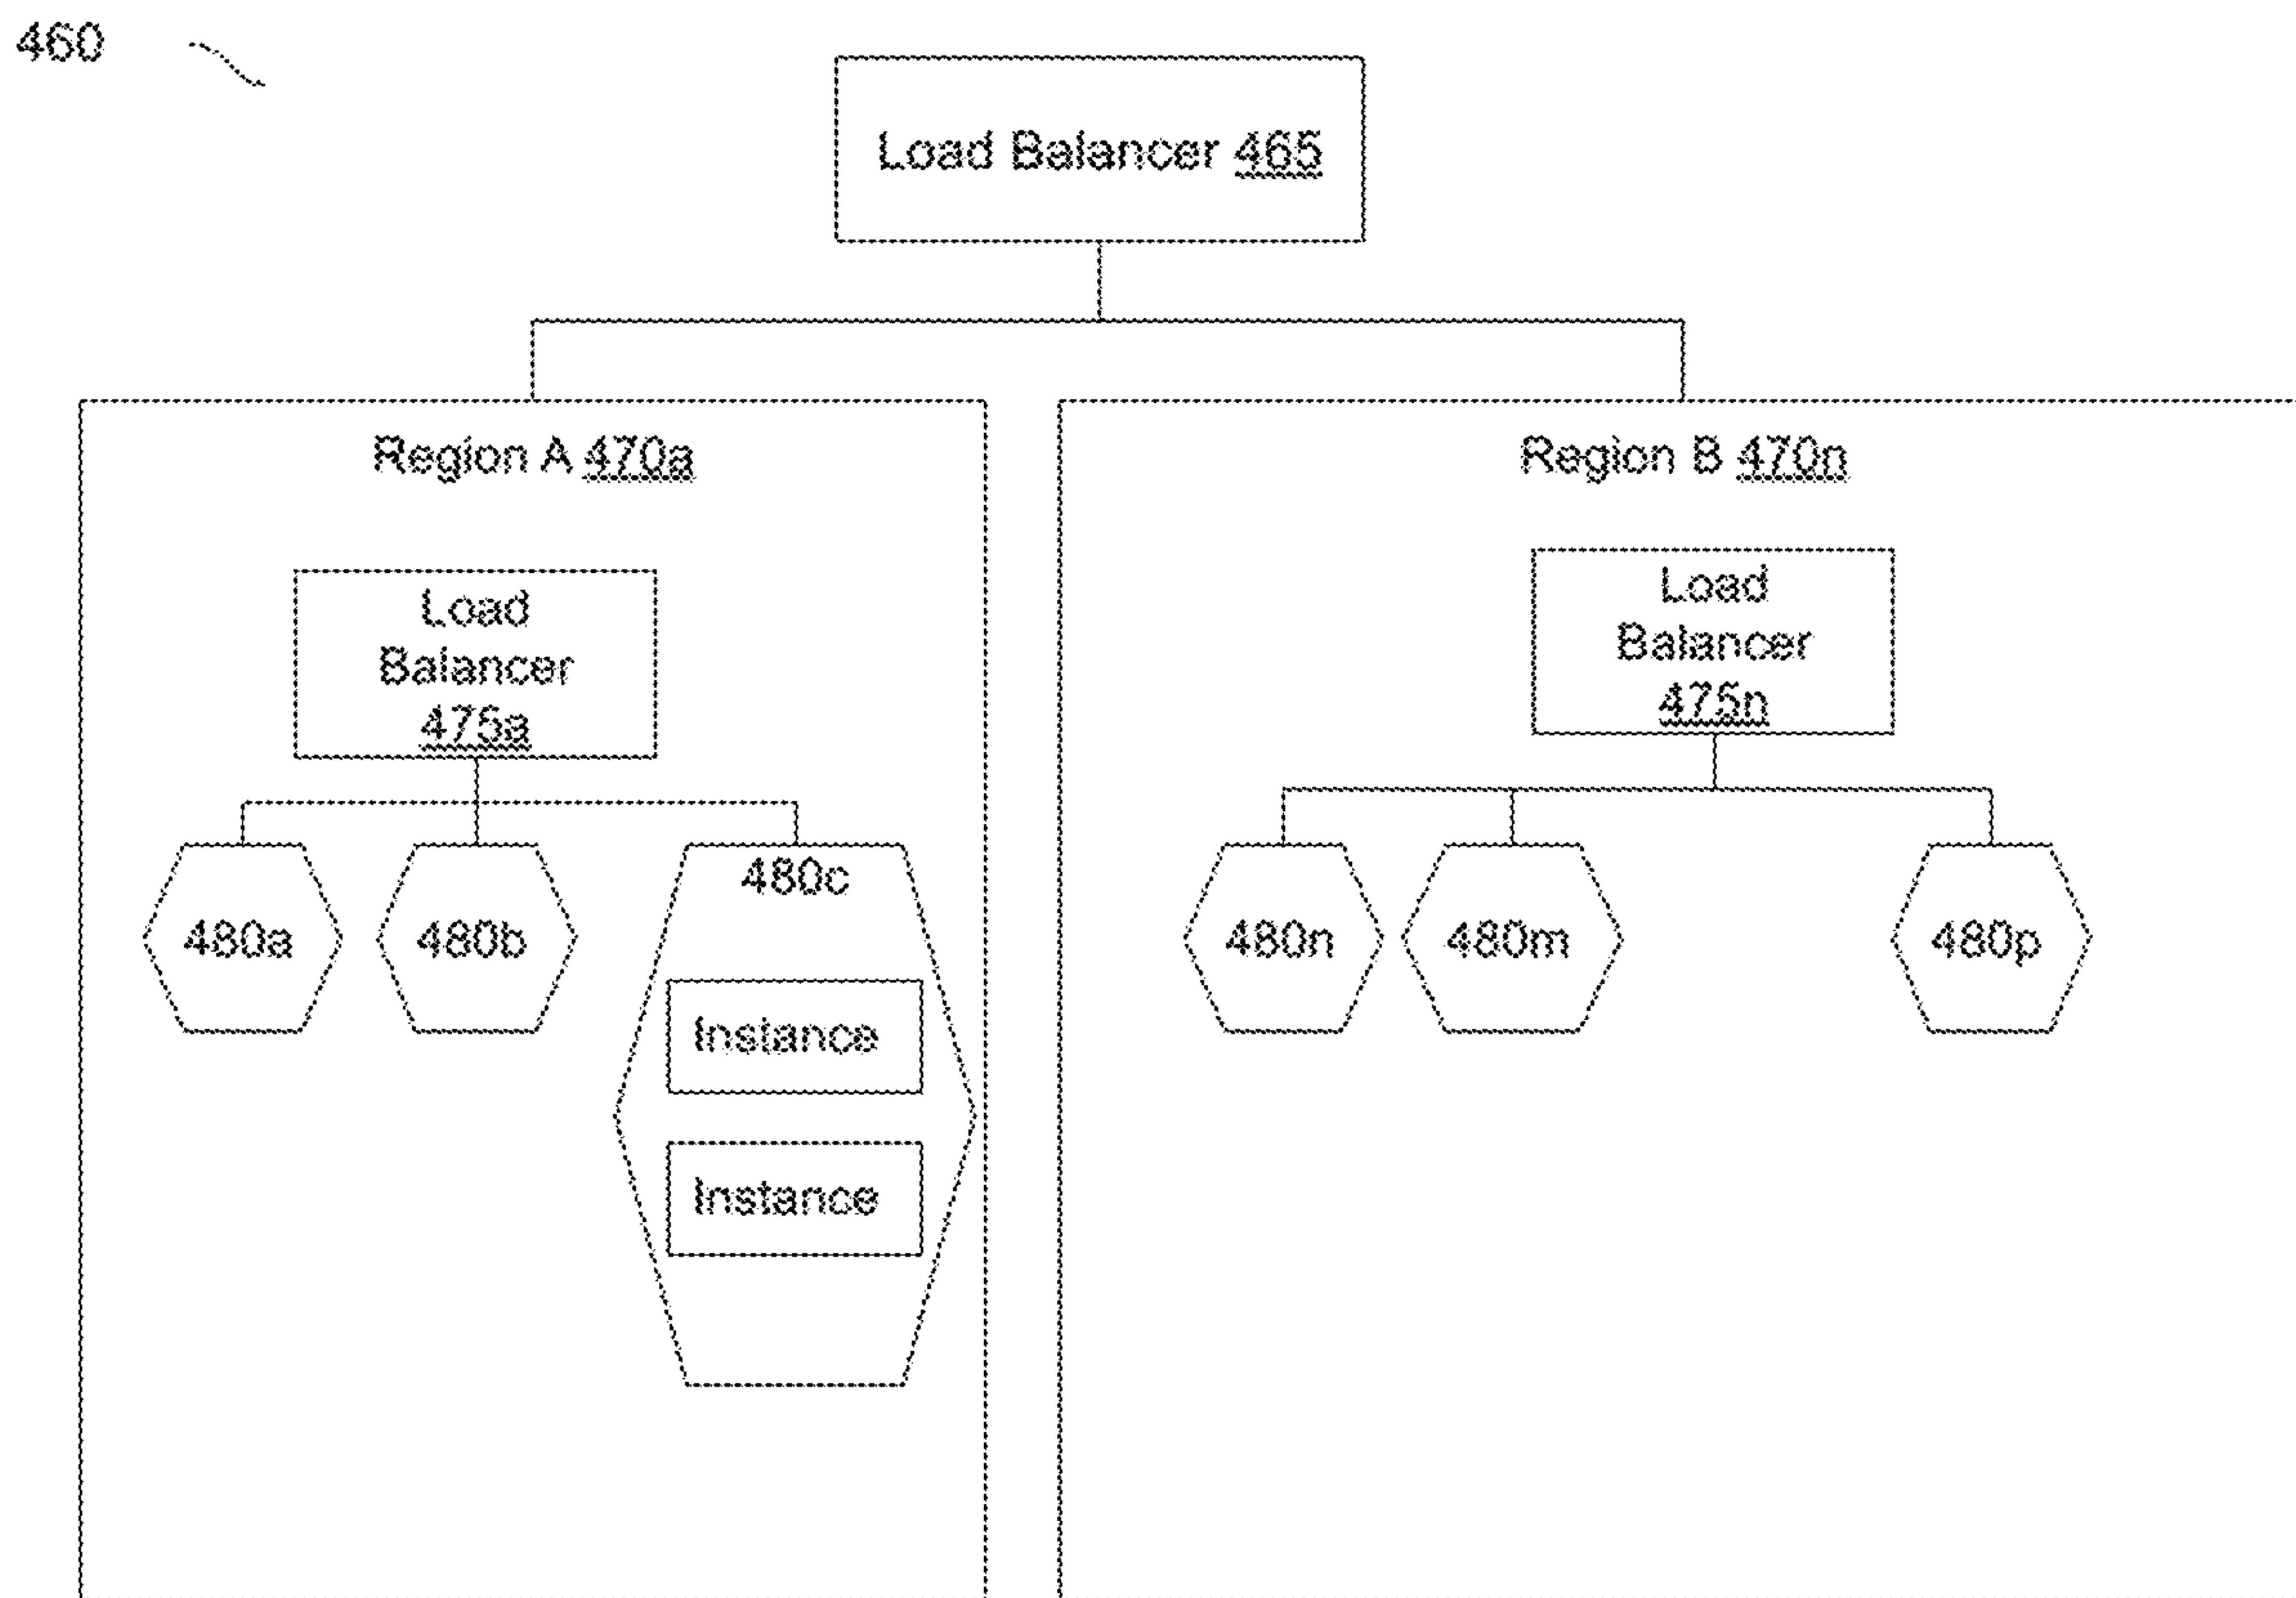 460
Load Balancer 465
Region A 470a
Region B 470n
Load
Balancer
475a
Load
Balancer
475n
480a
480b
480c
Instance
Instance
480n
480m
480p